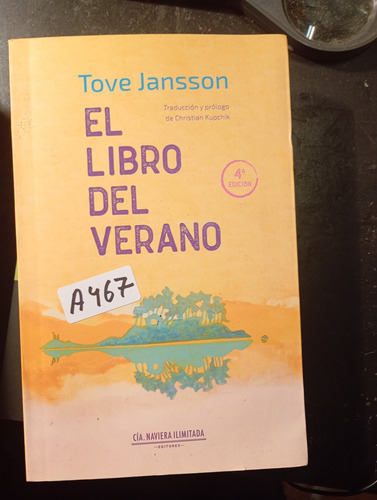 Tove Jansson
Traducción y prólogo
de Christian Kupchik
EL
LIBRO
DEL
VERANO
4ª
EDICIÓN
A467
CÍA. NAVIERA ILIMITADA
EDITORES